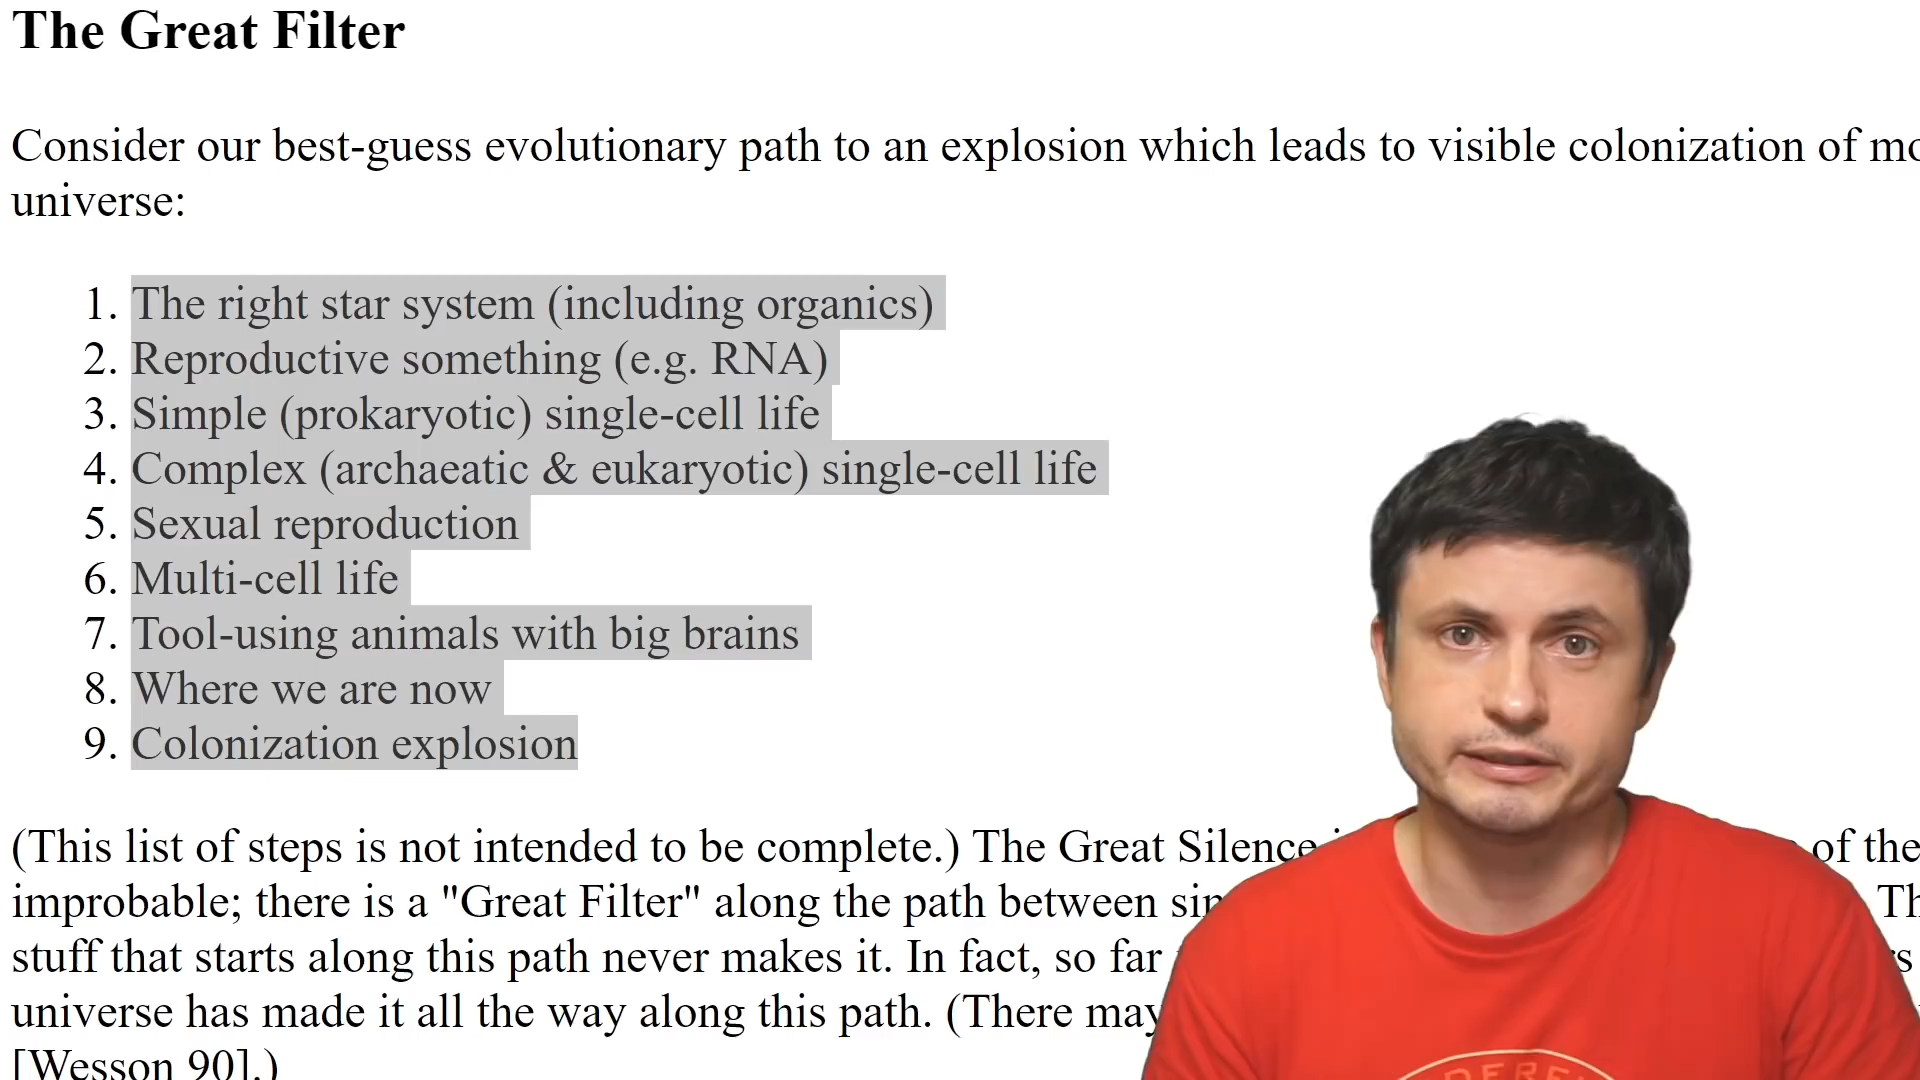 The Great Filter
Consider our best-guess evolutionary path to an explosion which leads to visible colonization of
universe:
1. The right star system (including organics)
2. Reproductive something (e.g. RNA)
3. Simple (prokaryotic) single-cell life
4. Complex (archaeatic & eukaryotic) single-cell life
5. Sexual reproduction
6. Multi-cell life
7. Tool-using animals with big brains
8. Where we are now
9. Colonization explosion
(This list of steps is not intended to be complete.) The Great Silence of the
improbable; there is a "Great Filter" along the path between
stuff that starts along this path never makes it. In fact, so far
universe has made it all the way along this path. (There may
[Wesson 90].)